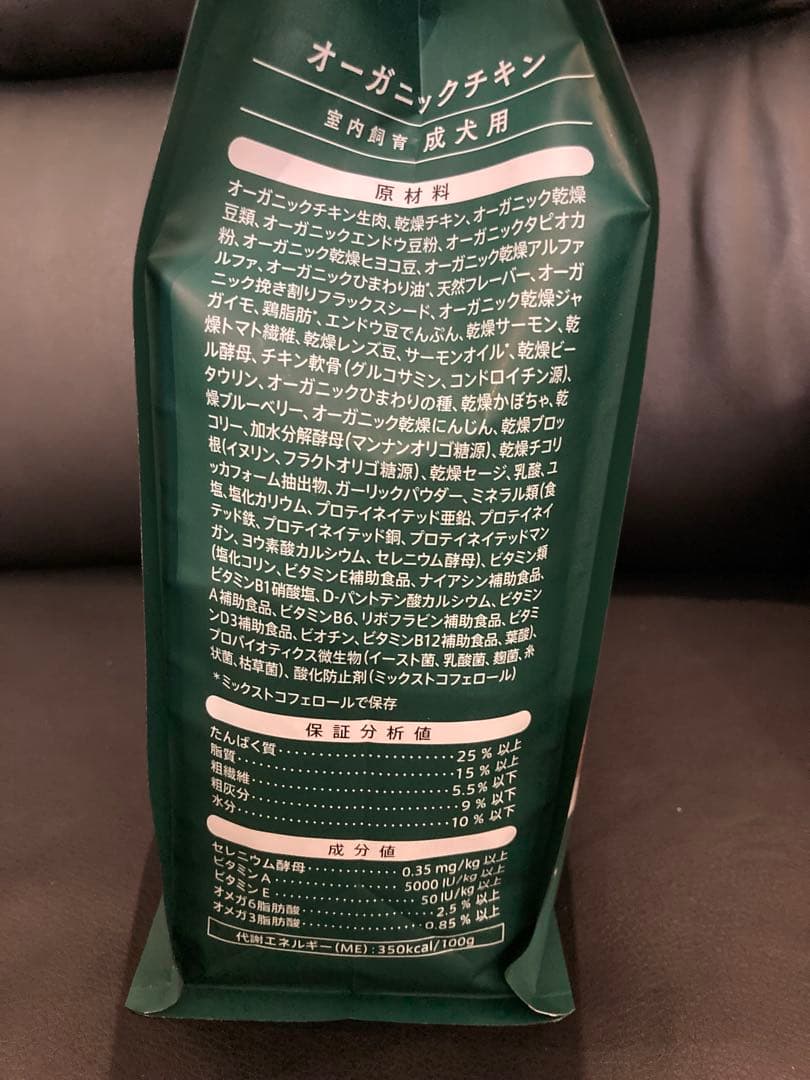 オーガニックチキン
室内飼育 成犬用
原材料
オーガニックチキン生肉、乾燥チキン、オーガニック乾燥
豆類、オーガニックエンドウ豆粉、オーガニックタピオカ
粉、オーガニック乾燥ヒヨコ豆、オーガニック乾燥アルファ
ルファ、オーガニックひまわり油*、天然フレーバー、オーガ
ニック挽き割りフラックスシード、オーガニック乾燥ジャ
ガイモ、鶏脂肪*、エンドウ豆でんぷん、乾燥サーモン、乾
燥トマト繊維、乾燥レンズ豆、サーモンオイル*、乾燥ビー
ル酵母、チキン軟骨(グルコサミン、コンドロイチン源)、
タウリン、オーガニックひまわりの種、乾燥かぼちゃ、乾
燥ブルーベリー、オーガニック乾燥にんじん、乾燥ブロッ
コリー、加水分解酵母(マンナンオリゴ糖源)、乾燥チコリ
根(イヌリン、フラクトオリゴ糖源)、乾燥セージ、乳酸、ユ
ッカフォーム抽出物、ガーリックパウダー、ミネラル類(食
塩、塩化カリウム、プロテイネイテッド亜鉛、プロテイネイ
テッド鉄、プロテイネイテッド銅、プロテイネイテッドマン
ガン、ヨウ素酸カルシウム、セレニウム酵母)、ビタミン類
(塩化コリン、ビタミンE補助食品、ナイアシン補助食品、
ビタミンB1硝酸塩、D-パントテン酸カルシウム、ビタミン
A補助食品、ビタミンB6、リボフラビン補助食品、ビタミ
ンD3補助食品、ビオチン、ビタミンB12補助食品、葉酸)、
プロバイオティクス微生物(イースト菌、乳酸菌、麹菌、糸
状菌、枯草菌)、酸化防止剤(ミックストコフェロール)
*ミックストコフェロールで保存
保証分析値
たんぱく質 25%以上
脂質 15%以上
粗繊維 5.5%以下
粗灰分 9%以下
水分 10%以下
成分値
セレニウム酵母 0.35mg/kg以上
ビタミンA 5000IU/kg以上
ビタミンE 50IU/kg以上
オメガ6脂肪酸 2.5%以上
オメガ3脂肪酸 0.85%以上
代謝エネルギー(ME):350kcal/100g